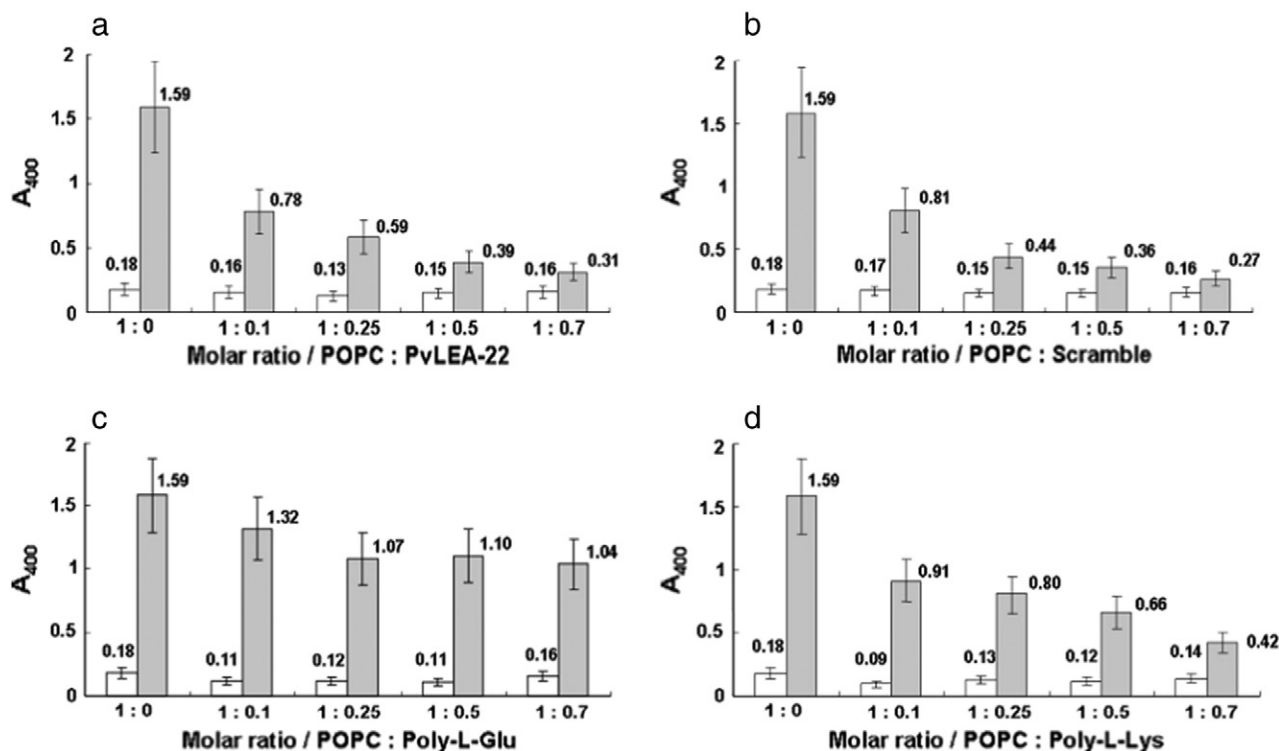 a
2
1.5
1
0.5
0
A400
0.18
1.59
0.16
0.78
0.13
0.59
0.15
0.39
0.16
0.31
1 : 0
1 : 0.1
1 : 0.25
1 : 0.5
1 : 0.7
Molar ratio / POPC : PvLEA-22
b
2
1.5
1
0.5
0
A400
0.18
1.59
0.17
0.81
0.15
0.44
0.15
0.36
0.16
0.27
1 : 0
1 : 0.1
1 : 0.25
1 : 0.5
1 : 0.7
Molar ratio / POPC : Scramble
c
2
1.5
1
0.5
0
A400
0.18
1.59
0.11
1.32
0.12
1.07
0.11
1.10
0.16
1.04
1 : 0
1 : 0.1
1 : 0.25
1 : 0.5
1 : 0.7
Molar ratio / POPC : Poly-L-Glu
d
2
1.5
1
0.5
0
A400
0.18
1.59
0.09
0.91
0.13
0.80
0.12
0.66
0.14
0.42
1 : 0
1 : 0.1
1 : 0.25
1 : 0.5
1 : 0.7
Molar ratio / POPC : Poly-L-Lys